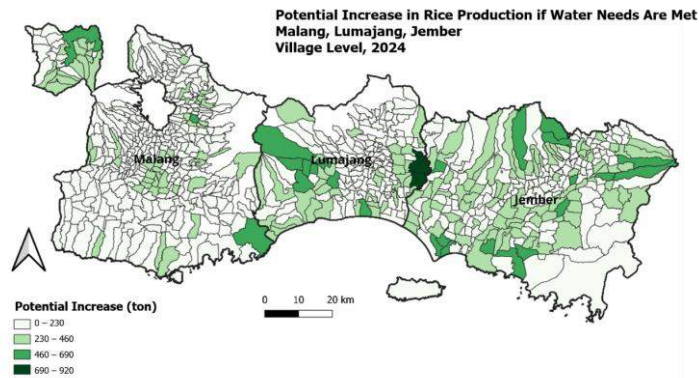 Potential Increase in Rice Production if Water Needs Are Met
Malang, Lumajang, Jember
Village Level, 2024
Malang
Lumajang
Jember
0 10 20 km
Potential Increase (ton)
0 – 230
230 – 460
460 – 690
690 – 920